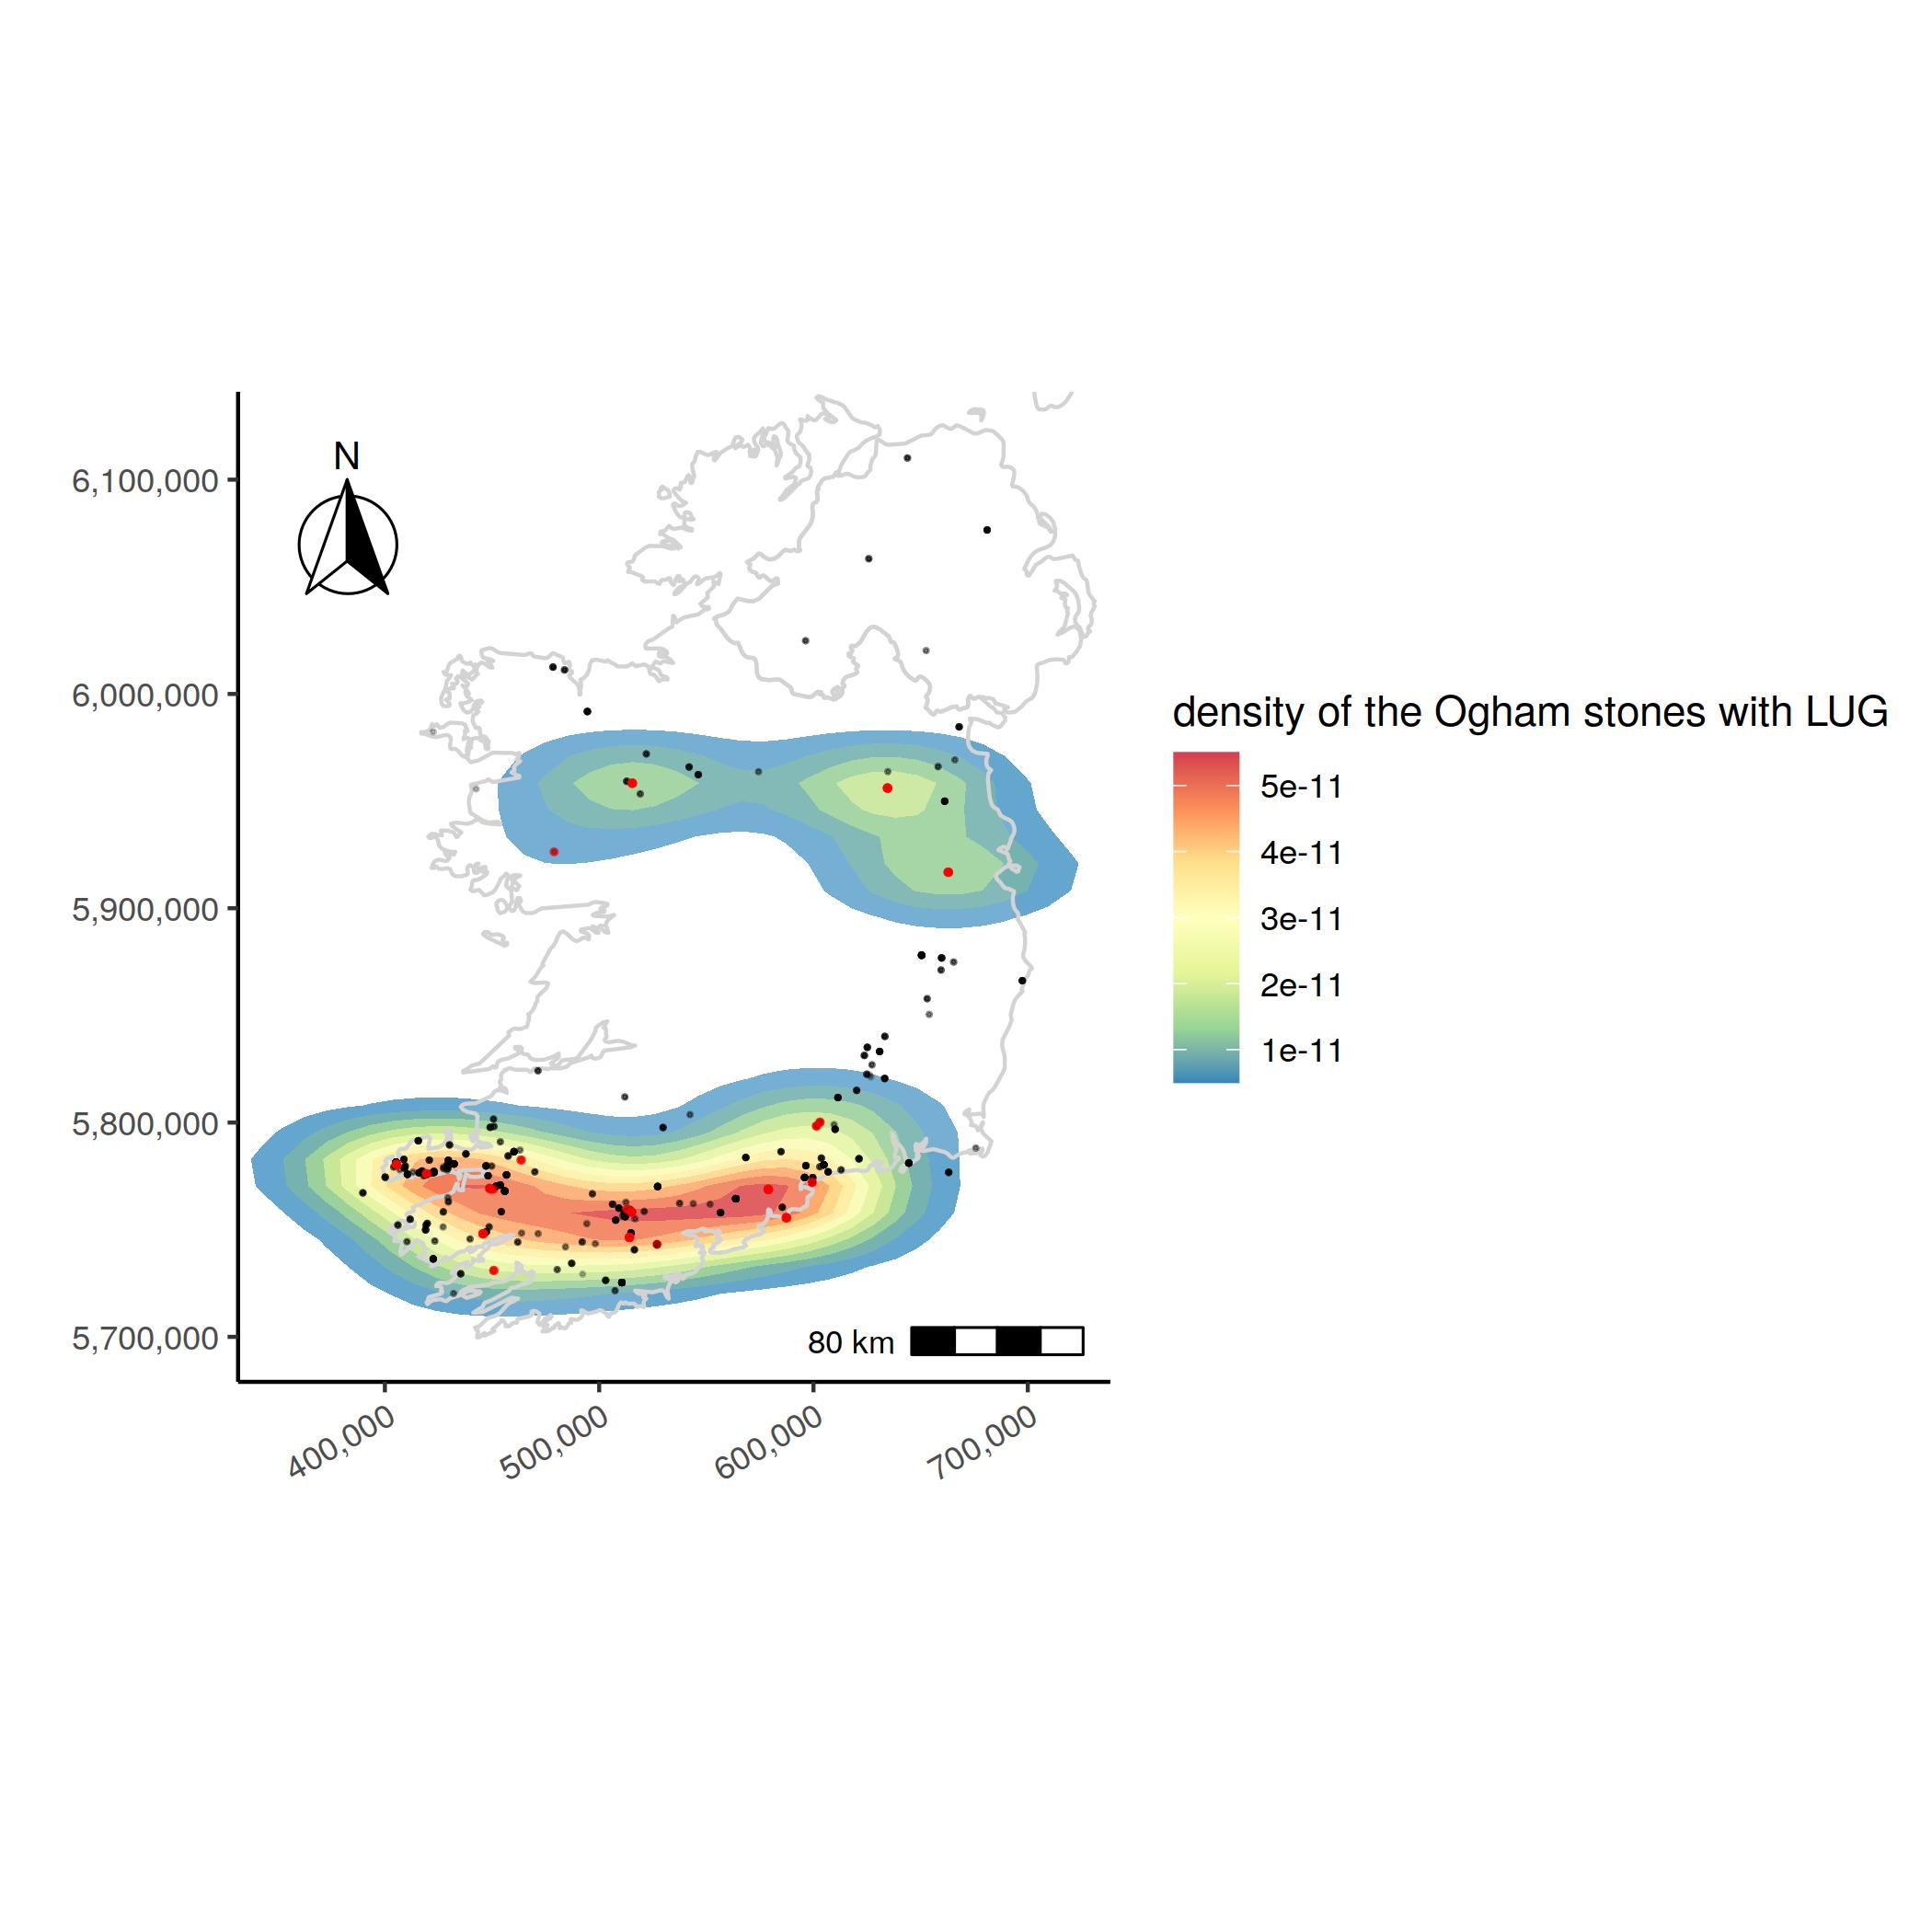 N
6,100,000
6,000,000
5,900,000
5,800,000
5,700,000
80 km
400,000
500,000
600,000
700,000
density of the Ogham stones with LUG
5e-11
4e-11
3e-11
2e-11
1e-11